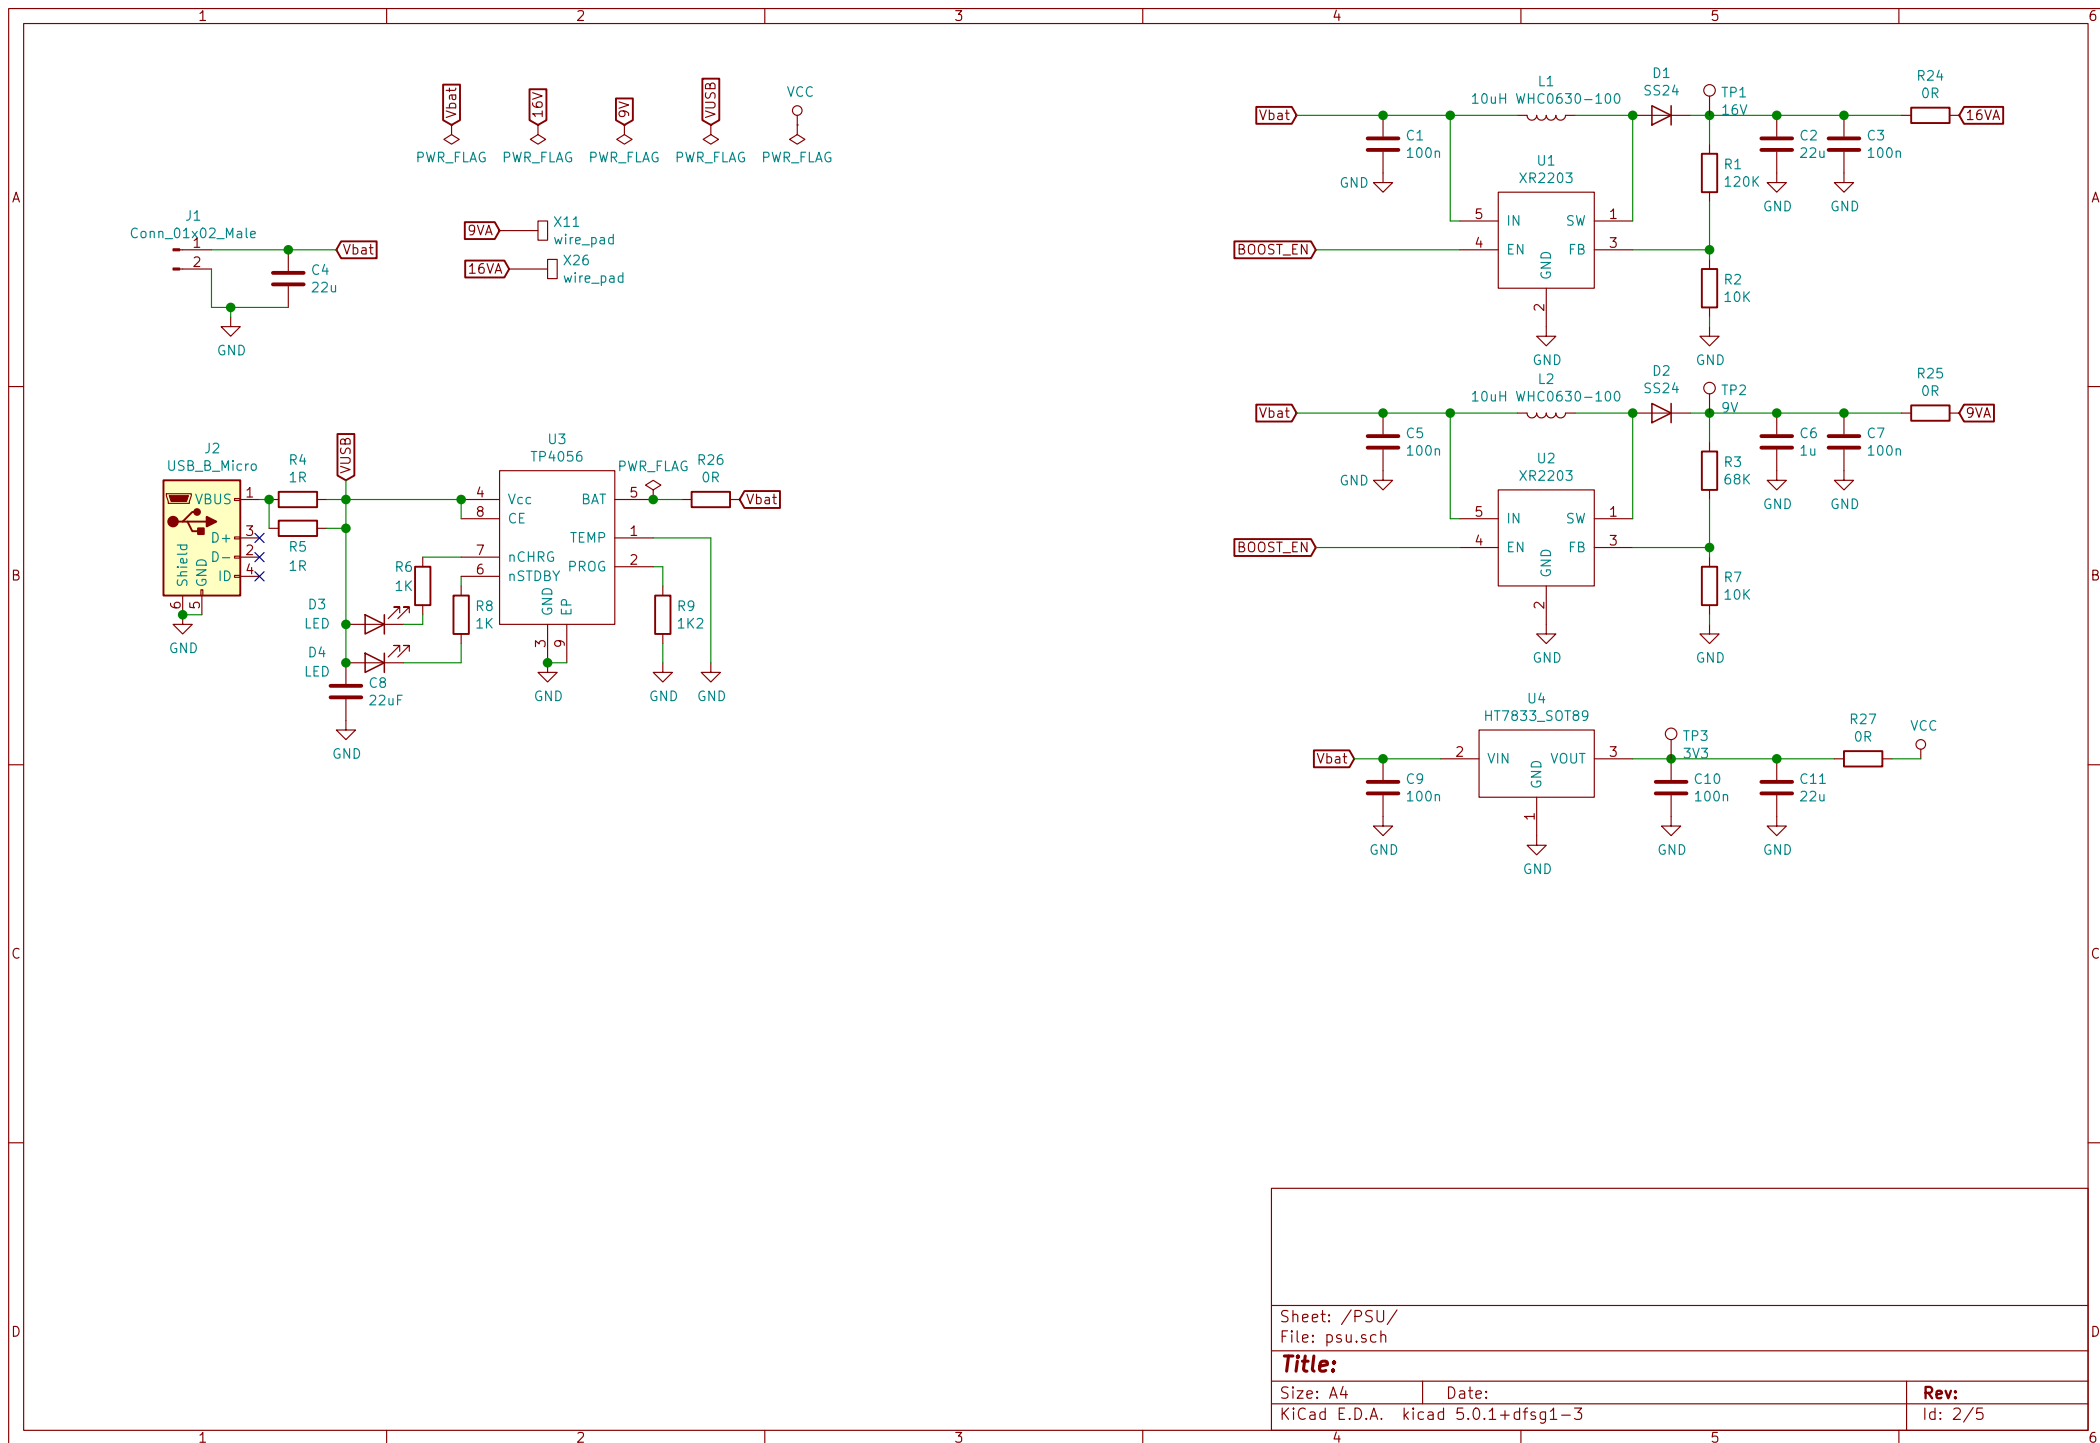 1
2
3
4
5
6
A
B
C
D
Vbat
16V
9V
VUSB
VCC
PWR_FLAG
PWR_FLAG
PWR_FLAG
PWR_FLAG
PWR_FLAG
J1
Conn_01x02_Male
1
2
Vbat
C4
22u
GND
9VA
X11
wire_pad
16VA
X26
wire_pad
J2
USB_B_Micro
VBUS
1
D+
3
D-
2
ID
4
Shield
GND
6
5
GND
R4
1R
R5
1R
VUSB
D3
LED
D4
LED
C8
22uF
GND
R6
1K
R8
1K
U3
TP4056
4
Vcc
8
CE
7
nCHRG
6
nSTDBY
BAT
5
TEMP
1
PROG
2
GND
EP
3
9
GND
PWR_FLAG
R26
0R
Vbat
R9
1K2
GND
GND
Vbat
C1
100n
GND
L1
10uH WHC0630-100
U1
XR2203
5
IN
SW
1
4
EN
FB
3
GND
2
GND
BOOST_EN
D1
SS24
TP1
16V
R1
120K
R2
10K
GND
C2
22u
GND
C3
100n
GND
R24
0R
16VA
Vbat
C5
100n
GND
L2
10uH WHC0630-100
U2
XR2203
5
IN
SW
1
4
EN
FB
3
GND
2
GND
BOOST_EN
D2
SS24
TP2
9V
R3
68K
R7
10K
GND
C6
1u
GND
C7
100n
GND
R25
0R
9VA
Vbat
C9
100n
GND
U4
HT7833_SOT89
2
VIN
VOUT
3
GND
1
GND
TP3
3V3
C10
100n
GND
C11
22u
GND
R27
0R
VCC
Sheet: /PSU/
File: psu.sch
Title:
Size: A4
Date:
Rev:
KiCad E.D.A.  kicad 5.0.1+dfsg1-3
Id: 2/5
A
B
C
D
1
2
3
4
5
6